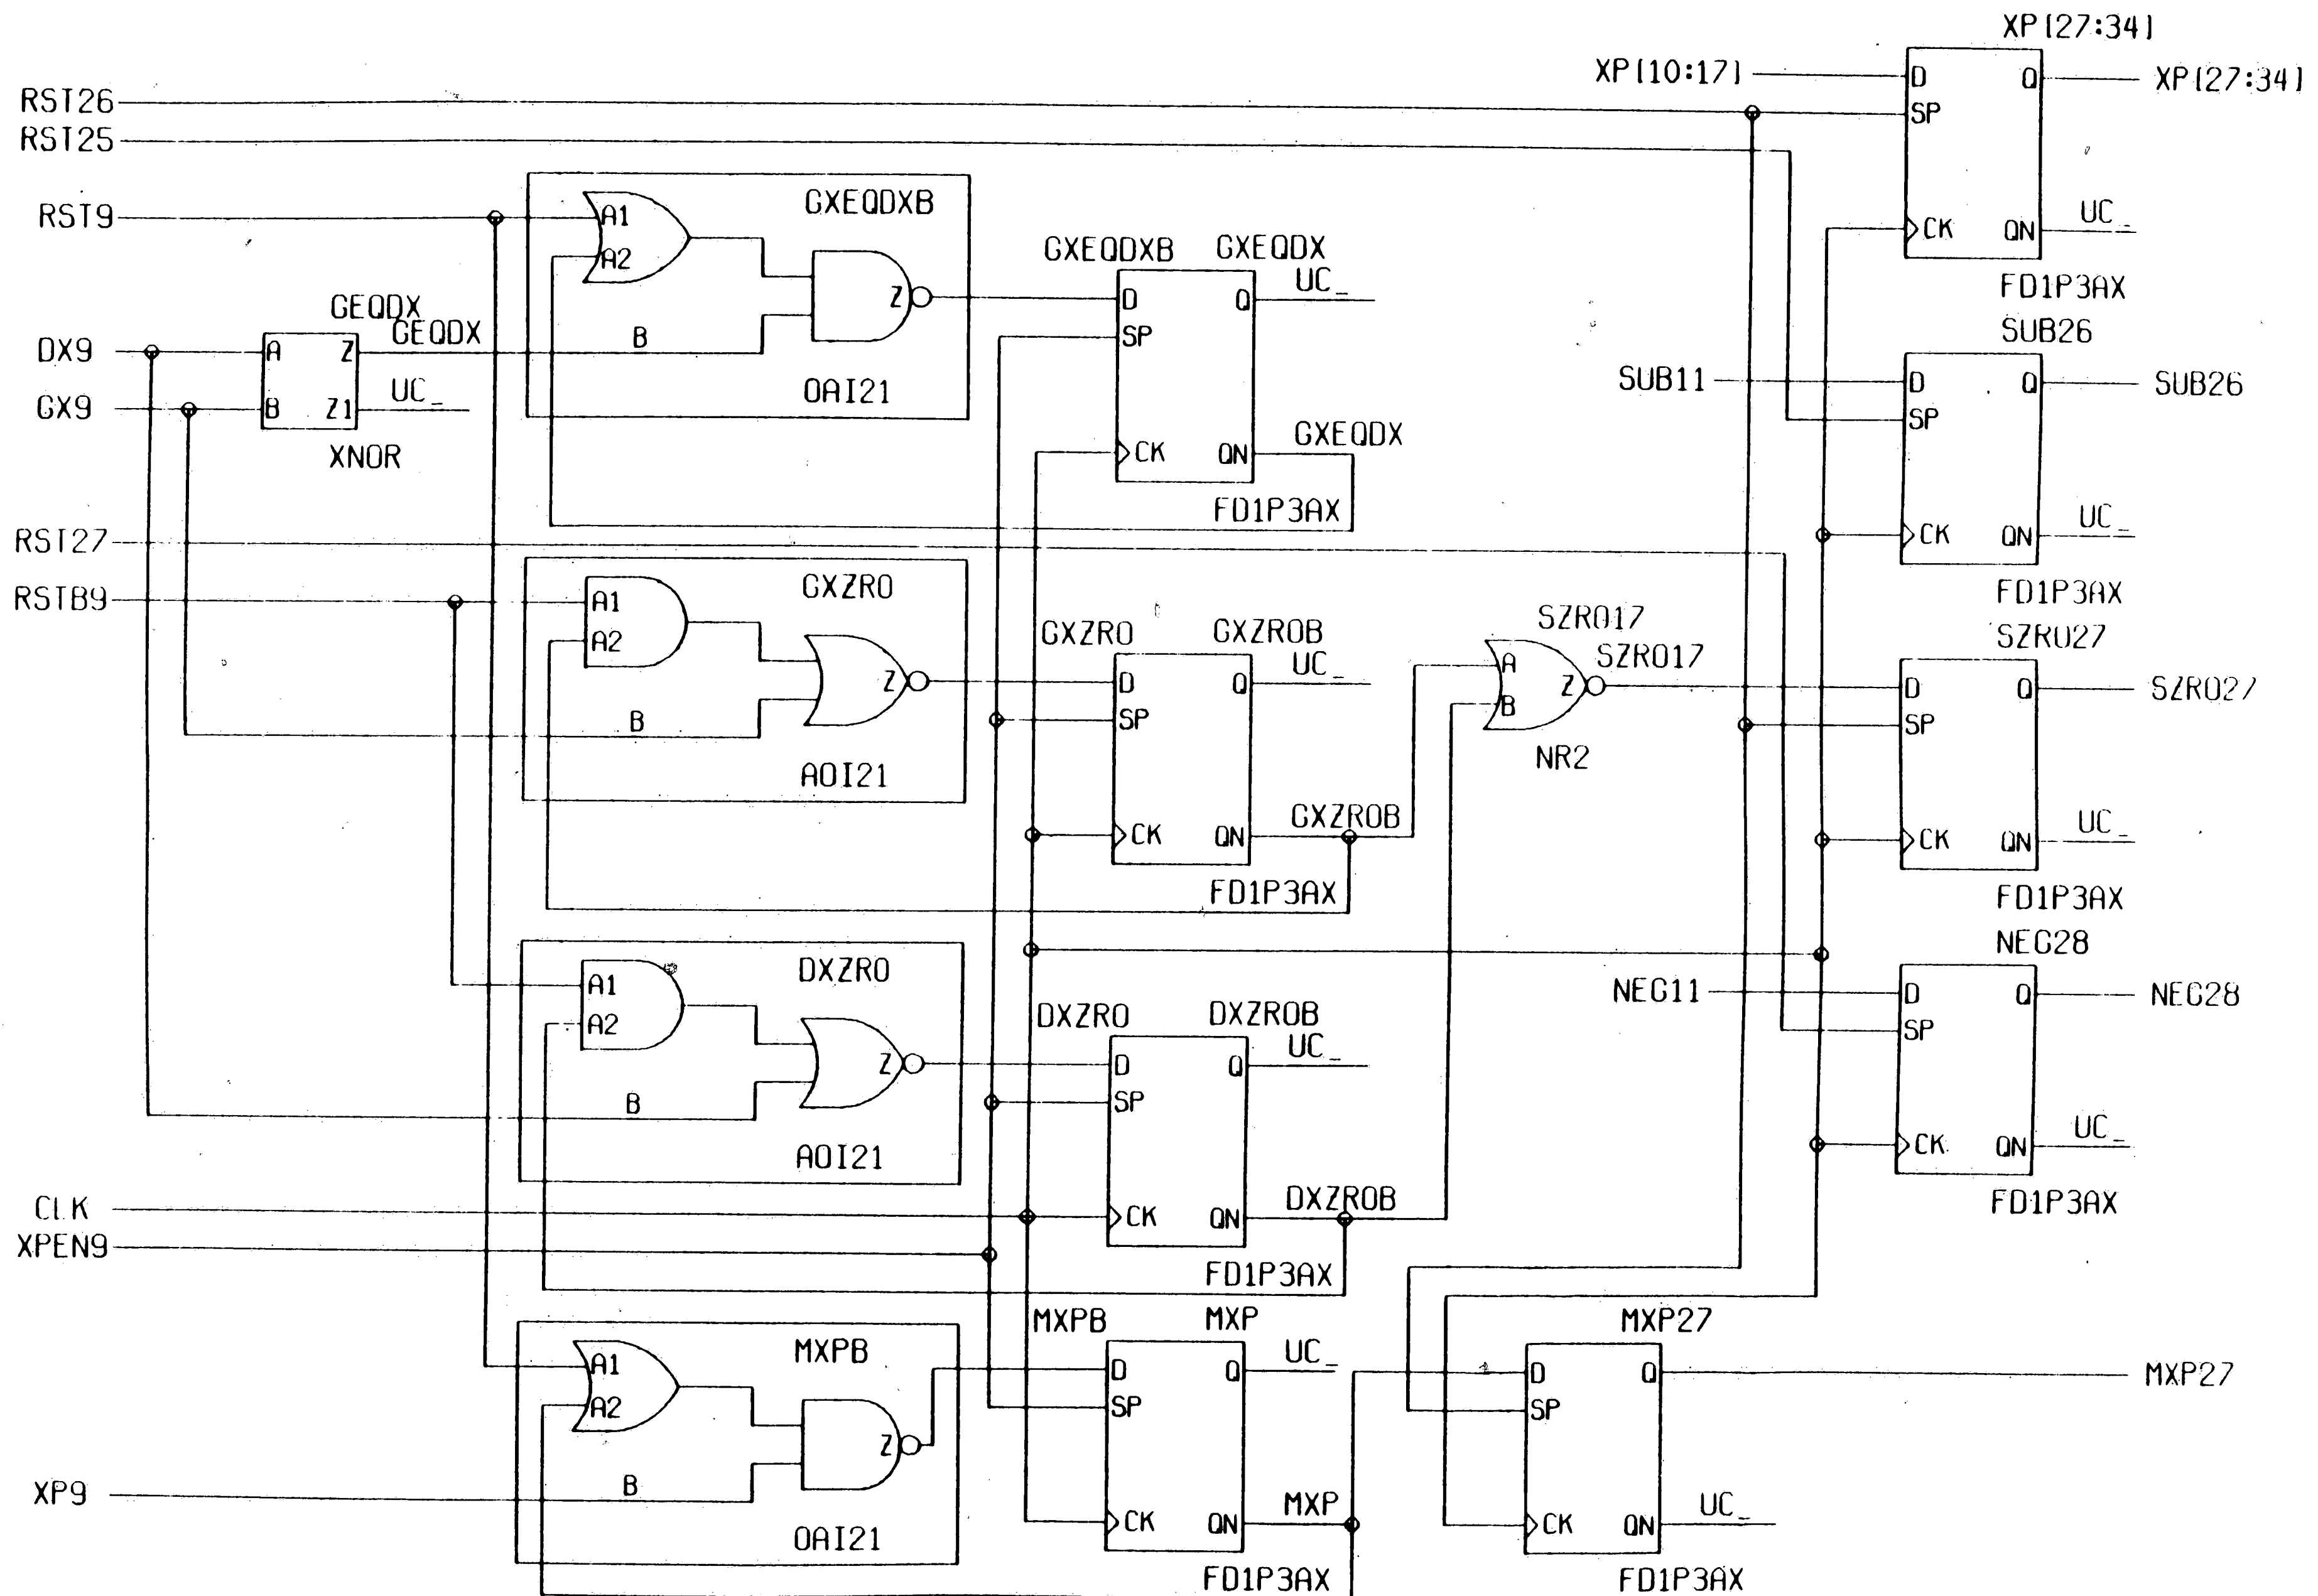 XP[27:34]
XP[10:17]
D
Q
XP[27:34]
RST26
SP
RST25
GXEQDXB
RST9
A1
UC_
CK
QN
A2
GXEQDXB
GXEQDX
FD1P3AX
UC_
Z
D
Q
SUB26
GEQDX
GEQDX
B
SP
DX9
A
Z
SUB11
D
Q
SUB26
UC_
OAI21
GX9
B
Z1
SP
XNOR
GXEQDX
CK
QN
FD1P3AX
UC_
RST27
CK
QN
GXZRO
RSTB9
A1
FD1P3AX
A2
GXZRO
GXZROB
SZRO17
SZRO27
UC_
A
SZRO17
Z
D
Q
Z
D
Q
SZRO27
B
SP
B
SP
AOI21
NR2
GXZROB
UC_
CK
QN
CK
QN
FD1P3AX
FD1P3AX
NEG28
DXZRO
A1
NEG11
D
Q
NEG28
A2
DXZRO
DXZROB
SP
UC_
Z
D
Q
B
SP
UC_
AOI21
CK
QN
DXZROB
FD1P3AX
CLK
CK
QN
XPEN9
FD1P3AX
MXPB
MXP
MXP27
MXPB
A1
UC_
D
Q
D
Q
MXP27
A2
SP
SP
Z
B
XP9
MXP
UC_
CK
QN
CK
QN
OAI21
FD1P3AX
FD1P3AX